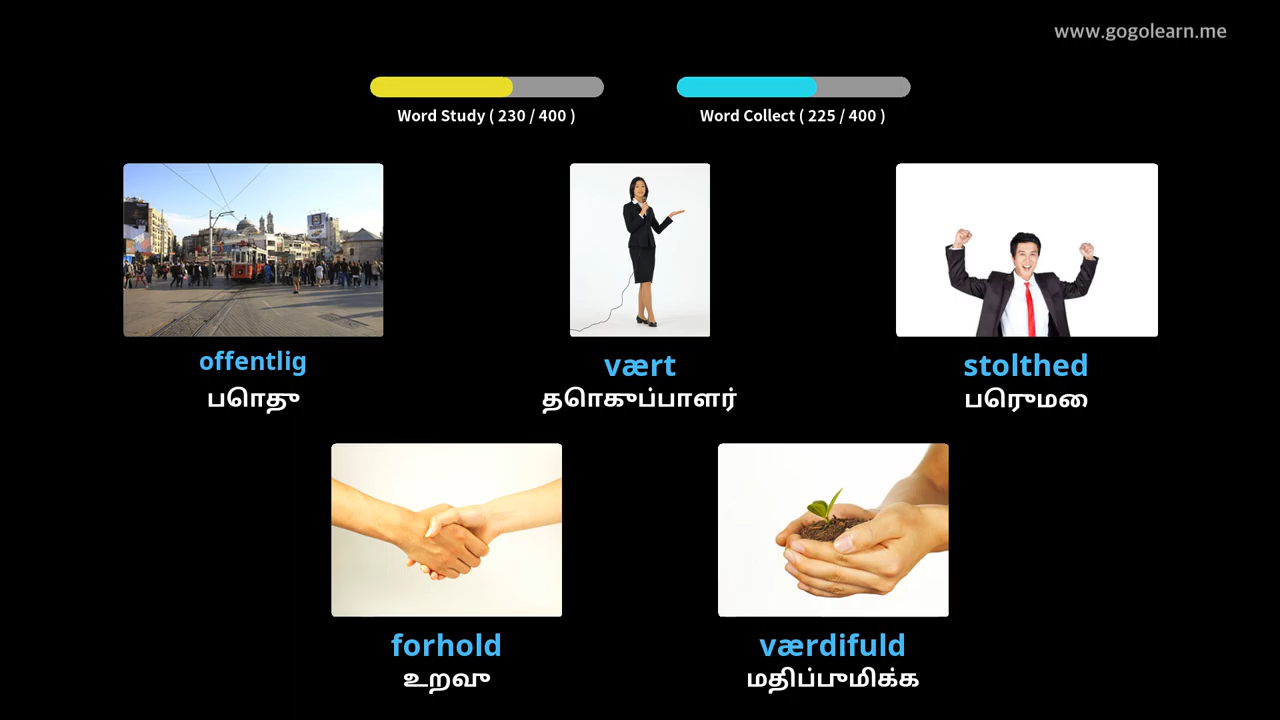 www.gogolearn.me
Word Study ( 230 / 400 )
Word Collect ( 225 / 400 )
offentlig
பொது
vært
தொகுப்பாளர்
stolthed
பெருமை
forhold
உறவு
værdifuld
மதிப்புமிக்க